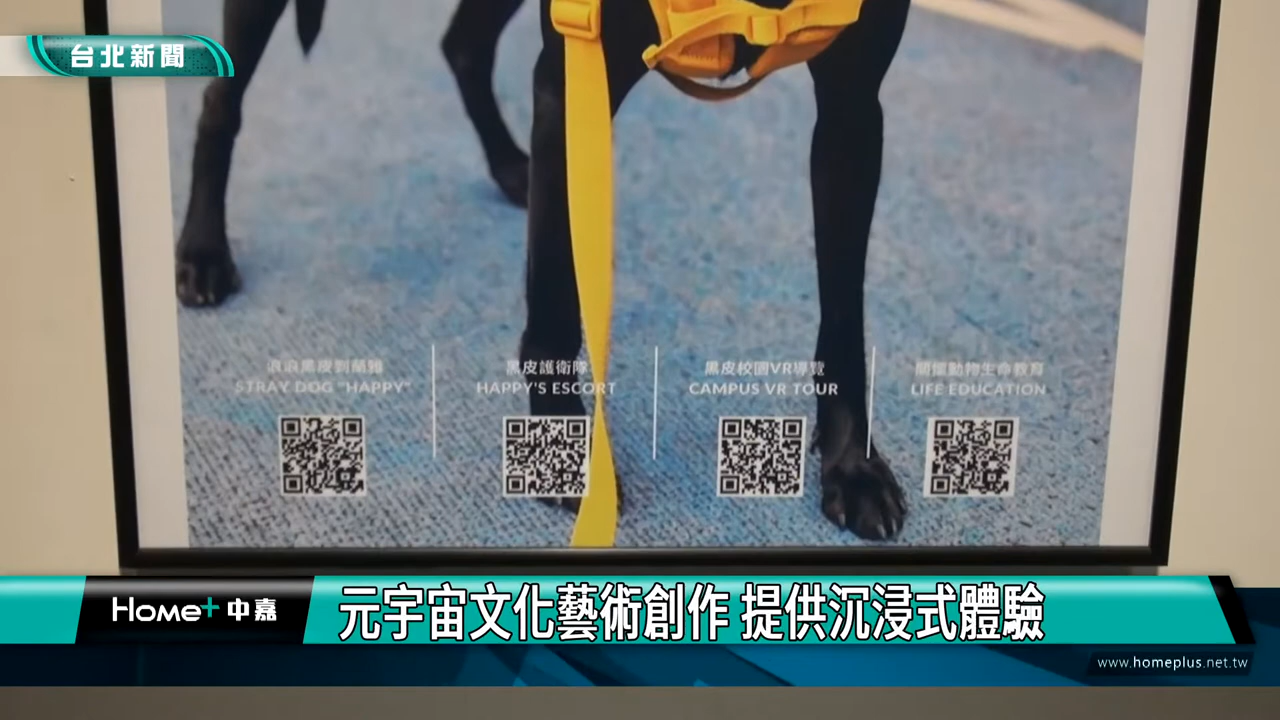 台北新聞
浪浪黑皮到蘭雅
STRAY DOG "HAPPY"
黑皮護衛隊
HAPPY'S ESCORT
黑皮校園VR導覽
CAMPUS VR TOUR
關懷動物生命教育
LIFE EDUCATION
Home+中嘉
元宇宙文化藝術創作 提供沉浸式體驗
www.homeplus.net.tw